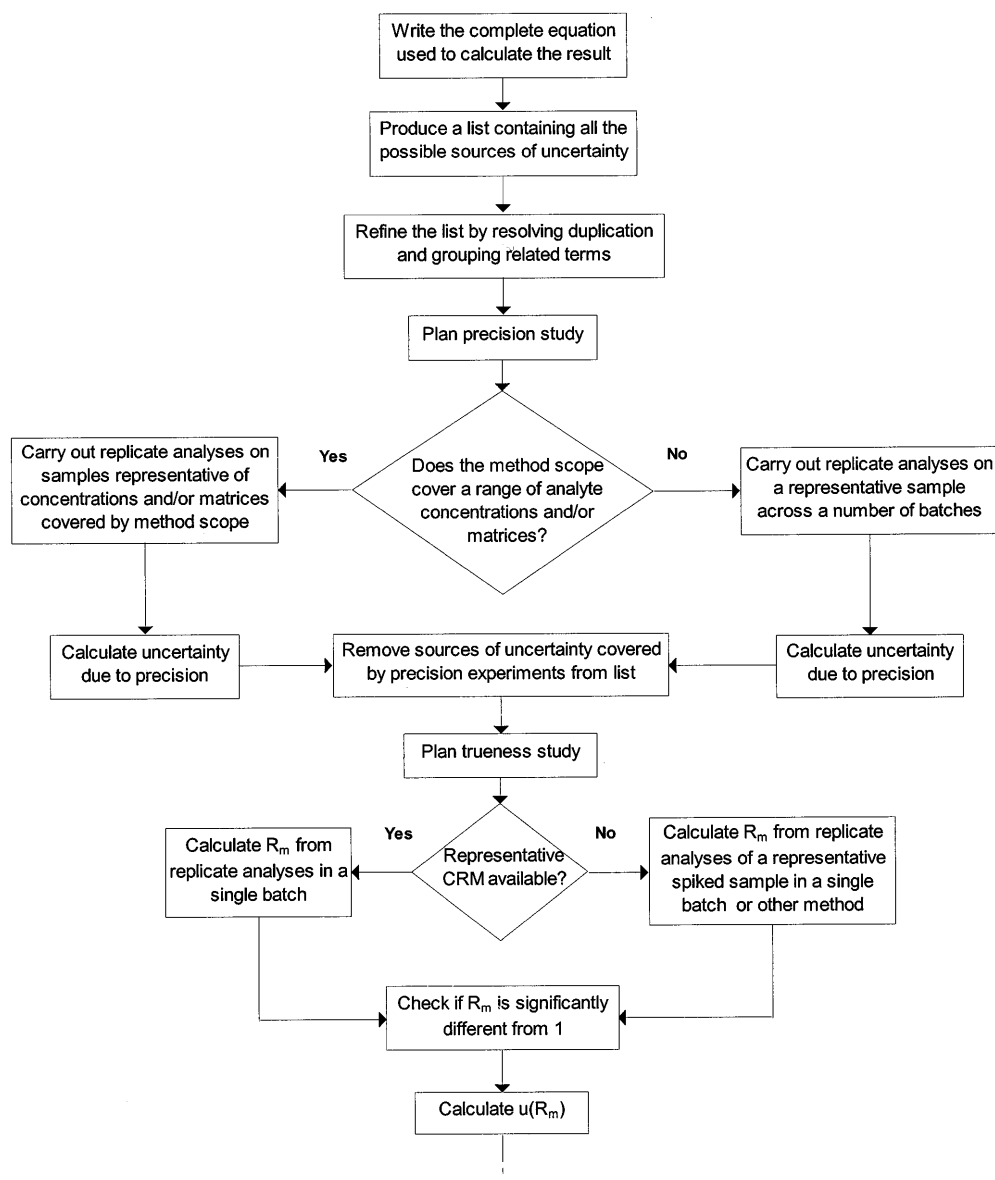 Write the complete equation
used to calculate the result
Produce a list containing all the
possible sources of uncertainty
Refine the list by resolving duplication
and grouping related terms
Plan precision study
Does the method scope
cover a range of analyte
concentrations and/or
matrices?
Yes
No
Carry out replicate analyses on
samples representative of
concentrations and/or matrices
covered by method scope
Carry out replicate analyses on
a representative sample
across a number of batches
Calculate uncertainty
due to precision
Remove sources of uncertainty covered
by precision experiments from list
Calculate uncertainty
due to precision
Plan trueness study
Representative
CRM available?
Yes
No
Calculate Rm from
replicate analyses in a
single batch
Calculate Rm from replicate
analyses of a representative
spiked sample in a single
batch or other method
Check if Rm is significantly
different from 1
Calculate u(Rm)